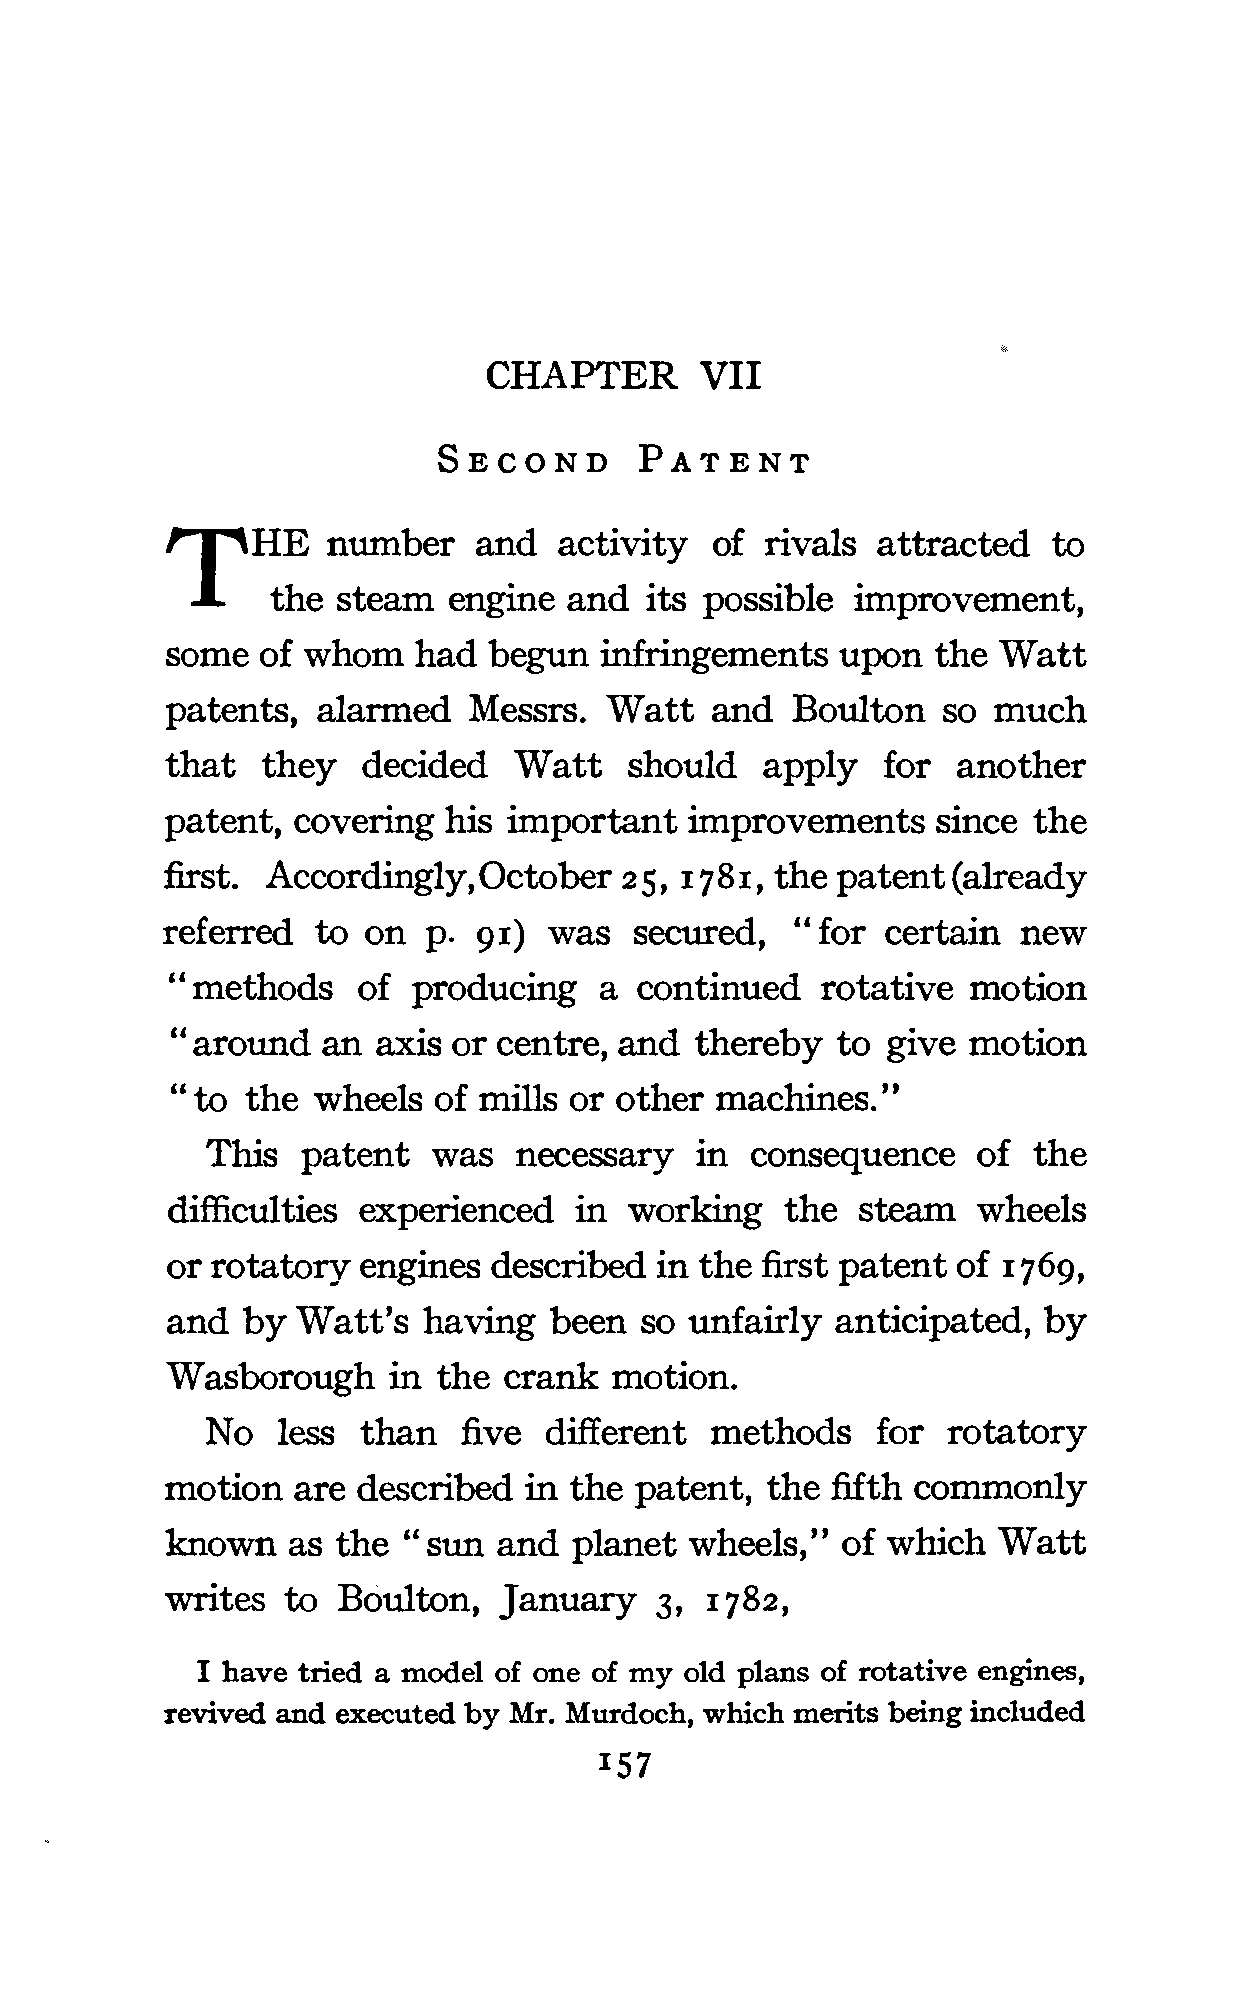 CHAPTER VII
SECOND PATENT
THE number and activity of rivals attracted to
the steam engine and its possible improvement,
some of whom had begun infringements upon the Watt
patents, alarmed Messrs. Watt and Boulton so much
that they decided Watt should apply for another
patent, covering his important improvements since the
first. Accordingly, October 25, 1781, the patent (already
referred to on p. 91) was secured, "for certain new
"methods of producing a continued rotative motion
"around an axis or centre, and thereby to give motion
"to the wheels of mills or other machines."
This patent was necessary in consequence of the
difficulties experienced in working the steam wheels
or rotatory engines described in the first patent of 1769,
and by Watt's having been so unfairly anticipated, by
Wasborough in the crank motion.
No less than five different methods for rotatory
motion are described in the patent, the fifth commonly
known as the "sun and planet wheels," of which Watt
writes to Boulton, January 3, 1782,
I have tried a model of one of my old plans of rotative engines,
revived and executed by Mr. Murdoch, which merits being included
157